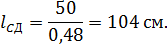 l_СД = 50/0,48 = 104 см.